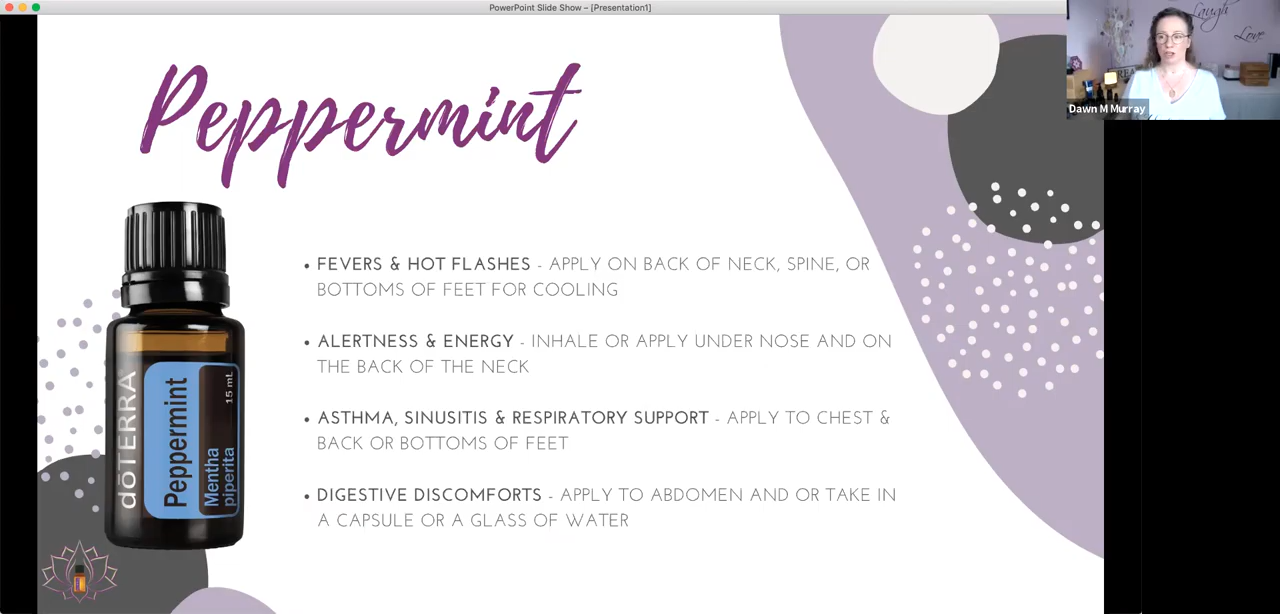 PowerPoint Slide Show – [Presentation1]
Laugh
Love
Dawn M Murray
Peppermint
• FEVERS & HOT FLASHES - APPLY ON BACK OF NECK, SPINE, OR
BOTTOMS OF FEET FOR COOLING
• ALERTNESS & ENERGY - INHALE OR APPLY UNDER NOSE AND ON
THE BACK OF THE NECK
• ASTHMA, SINUSITIS & RESPIRATORY SUPPORT - APPLY TO CHEST &
BACK OR BOTTOMS OF FEET
• DIGESTIVE DISCOMFORTS - APPLY TO ABDOMEN AND OR TAKE IN
A CAPSULE OR A GLASS OF WATER
dōTERRA
Peppermint
15 mL
Mentha
piperita